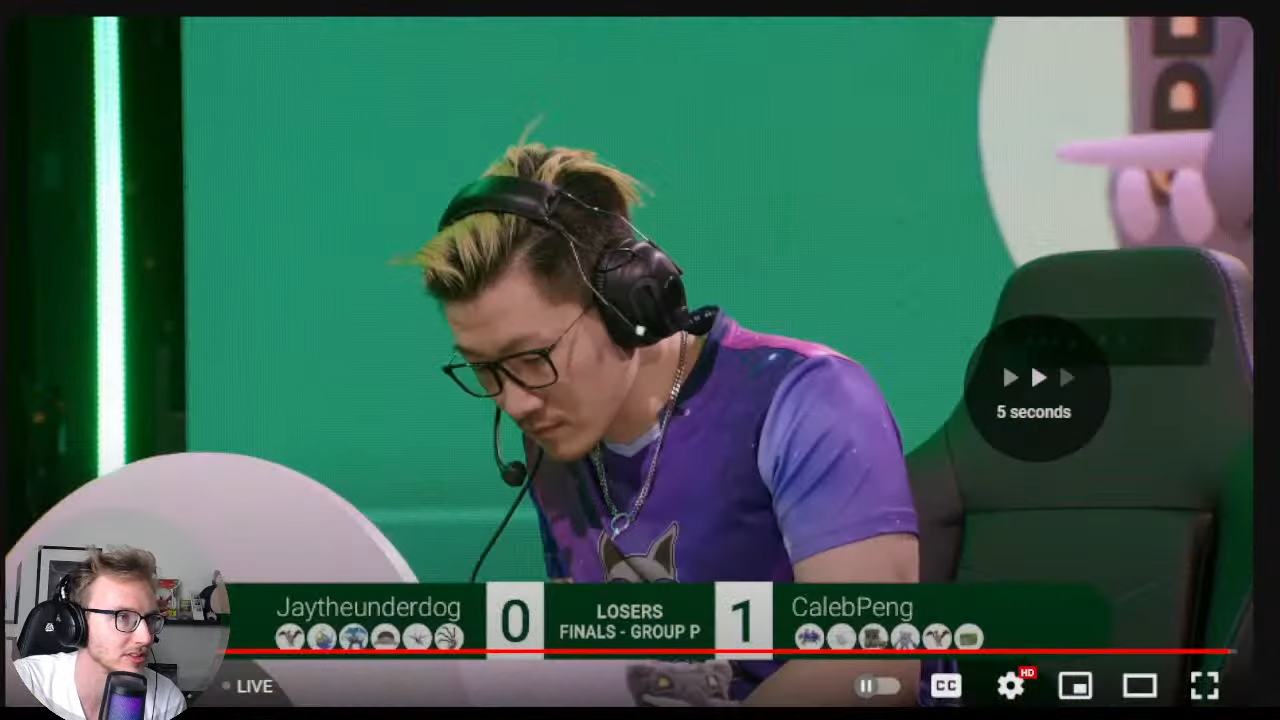 5 seconds
Jaytheunderdog
0
LOSERS
FINALS - GROUP P
1
CalebPeng
LIVE
CC
HD